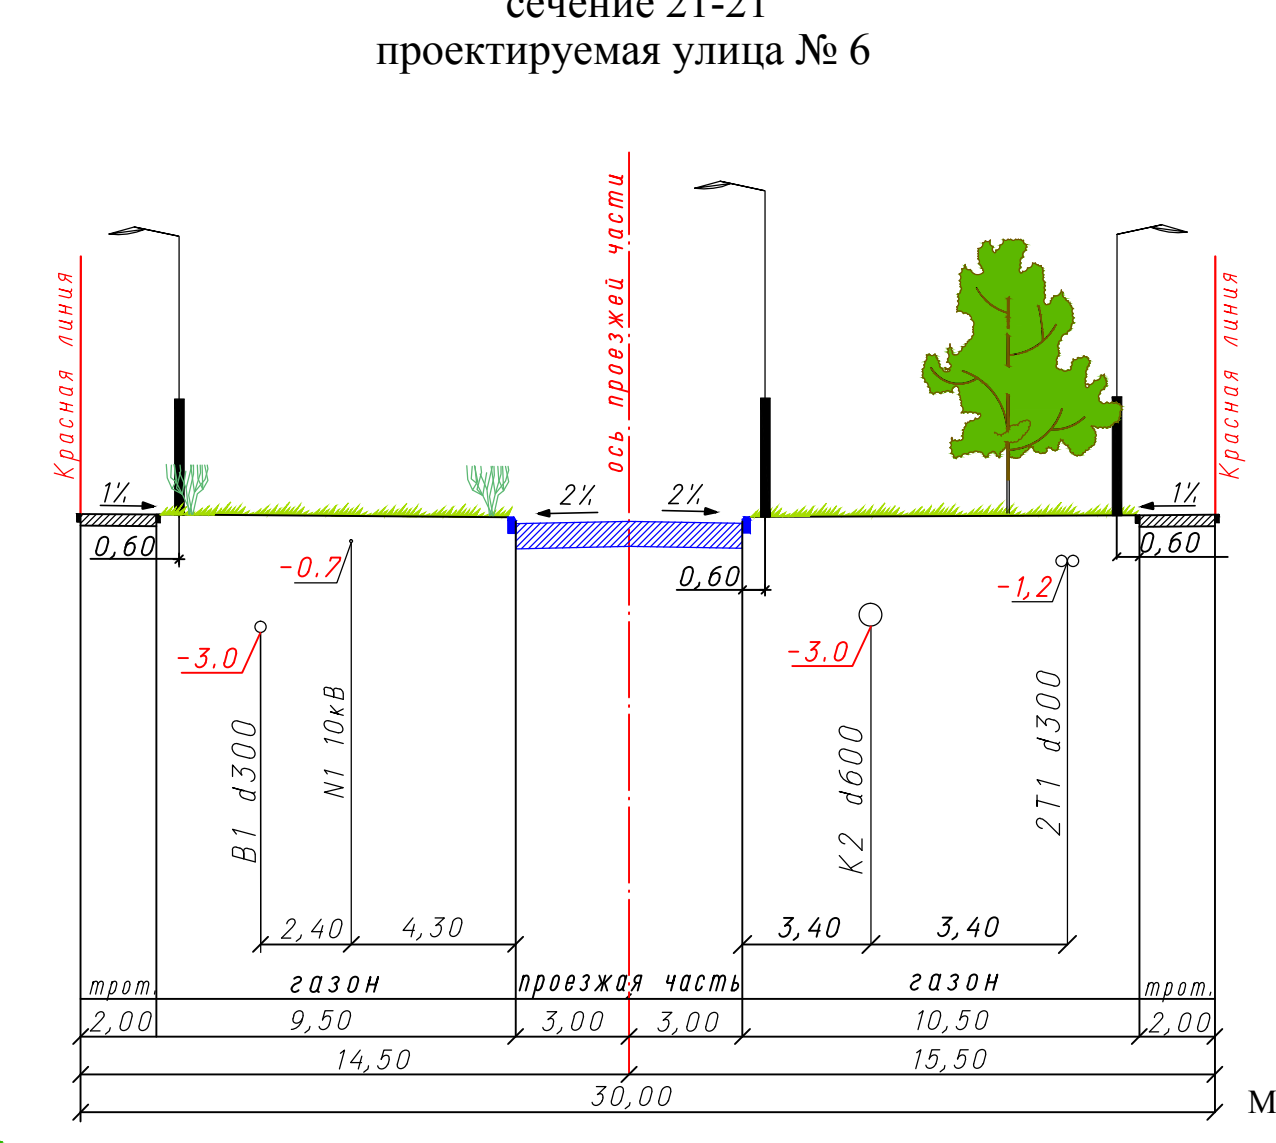 сечение 21-21
проектируемая улица № 6
Красная линия
ось проезжей части
Красная линия
1%
2%
2%
1%
0,60
0,60
0,60
-0.7
-1,2
-3.0
-3.0
В1 d300
N1 10кВ
К2 d600
2Т1 d300
2,40
4,30
3,40
3,40
трот.
газон
проезжая часть
газон
трот.
2,00
9,50
3,00
3,00
10,50
2,00
14,50
15,50
30,00
М